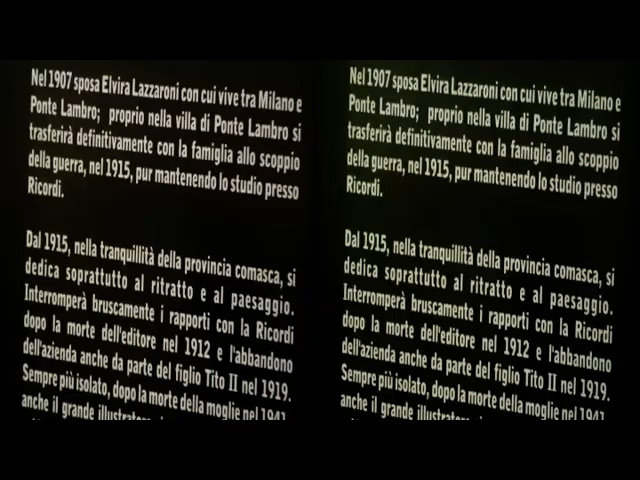 Nel 1907 sposa Elvira Lazzaroni con cui vive tra Milano e
Ponte Lambro; proprio nella villa di Ponte Lambro si
trasferirà definitivamente con la famiglia allo scoppio
della guerra, nel 1915, pur mantenendo lo studio presso
Ricordi.
Dal 1915, nella tranquillità della provincia comasca, si
dedica soprattutto al ritratto e al paesaggio.
Interromperà bruscamente i rapporti con la Ricordi
dopo la morte dell'editore nel 1912 e l'abbandono
dell'azienda anche da parte del figlio Tito II nel 1919.
Sempre più isolato, dopo la morte della moglie nel 1941,
anche il grande illustratore
Nel 1907 sposa Elvira Lazzaroni con cui vive tra Milano e
Ponte Lambro; proprio nella villa di Ponte Lambro si
trasferirà definitivamente con la famiglia allo scoppio
della guerra, nel 1915, pur mantenendo lo studio presso
Ricordi.
Dal 1915, nella tranquillità della provincia comasca, si
dedica soprattutto al ritratto e al paesaggio.
Interromperà bruscamente i rapporti con la Ricordi
dopo la morte dell'editore nel 1912 e l'abbandono
dell'azienda anche da parte del figlio Tito II nel 1919.
Sempre più isolato, dopo la morte della moglie nel 1941,
anche il grande illustratore